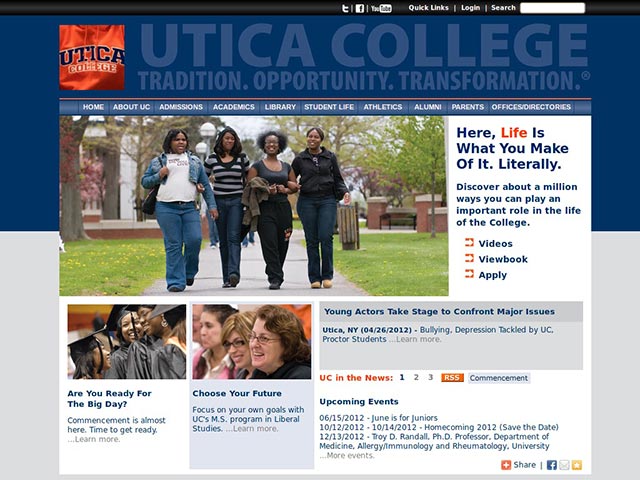 Quick Links | Login | Search
UTICA
COLLEGE
UTICA COLLEGE
TRADITION. OPPORTUNITY. TRANSFORMATION.®
HOME | ABOUT UC | ADMISSIONS | ACADEMICS | LIBRARY | STUDENT LIFE | ATHLETICS | ALUMNI | PARENTS | OFFICES/DIRECTORIES
Here, Life Is
What You Make
Of It. Literally.
Discover about a million
ways you can play an
important role in the life
of the College.
Videos
Viewbook
Apply
Are You Ready For
The Big Day?
Commencement is almost
here. Time to get ready.
...Learn more.
Choose Your Future
Focus on your own goals with
UC's M.S. program in Liberal
Studies. ...Learn more.
Young Actors Take Stage to Confront Major Issues
Utica, NY (04/26/2012) - Bullying, Depression Tackled by UC,
Proctor Students ...Learn more.
UC in the News: 1 2 3 RSS Commencement
Upcoming Events
06/15/2012 - June is for Juniors
10/12/2012 - 10/14/2012 - Homecoming 2012 (Save the Date)
12/13/2012 - Troy D. Randall, Ph.D. Professor, Department of
Medicine, Allergy/Immunology and Rheumatology, University
...More events.
Share |